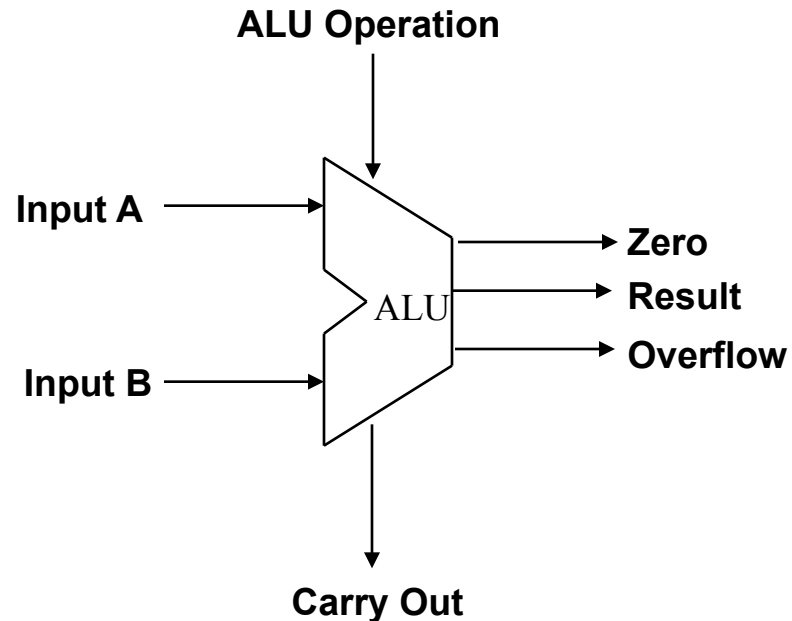 ALU Operation
Input A
Zero
Result
ALU
Overflow
Input B
Carry Out